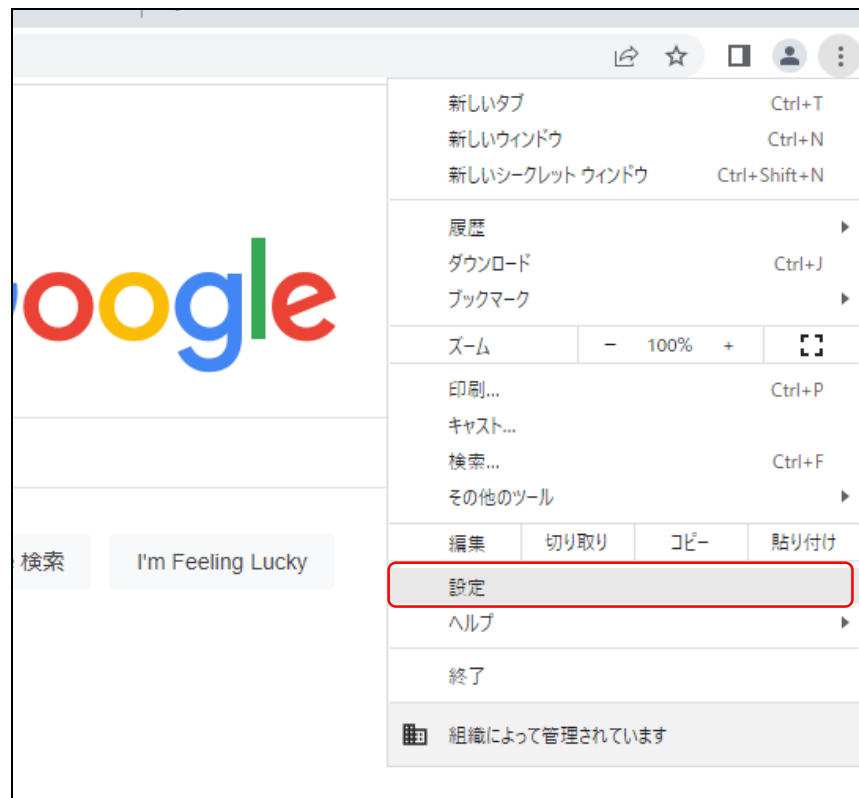 新しいタブ Ctrl+T
新しいウィンドウ Ctrl+N
新しいシークレット ウィンドウ Ctrl+Shift+N
履歴
ダウンロード Ctrl+J
ブックマーク
oogle
ズーム − 100% +
印刷... Ctrl+P
キャスト...
検索... Ctrl+F
その他のツール
編集 切り取り コピー 貼り付け
検索 I'm Feeling Lucky
設定
ヘルプ
終了
組織によって管理されています